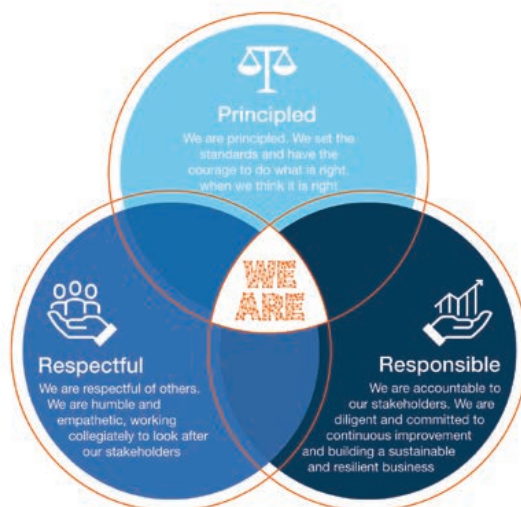 Principled
We are principled. We set the
standards and have the
courage to do what is right,
when we think it is right
WE
ARE
Respectful
We are respectful of others.
We are humble and
empathetic, working
collegiately to look after
our stakeholders
Responsible
We are accountable to
our stakeholders. We are
diligent and committed to
continuous improvement
and building a sustainable
and resilient business